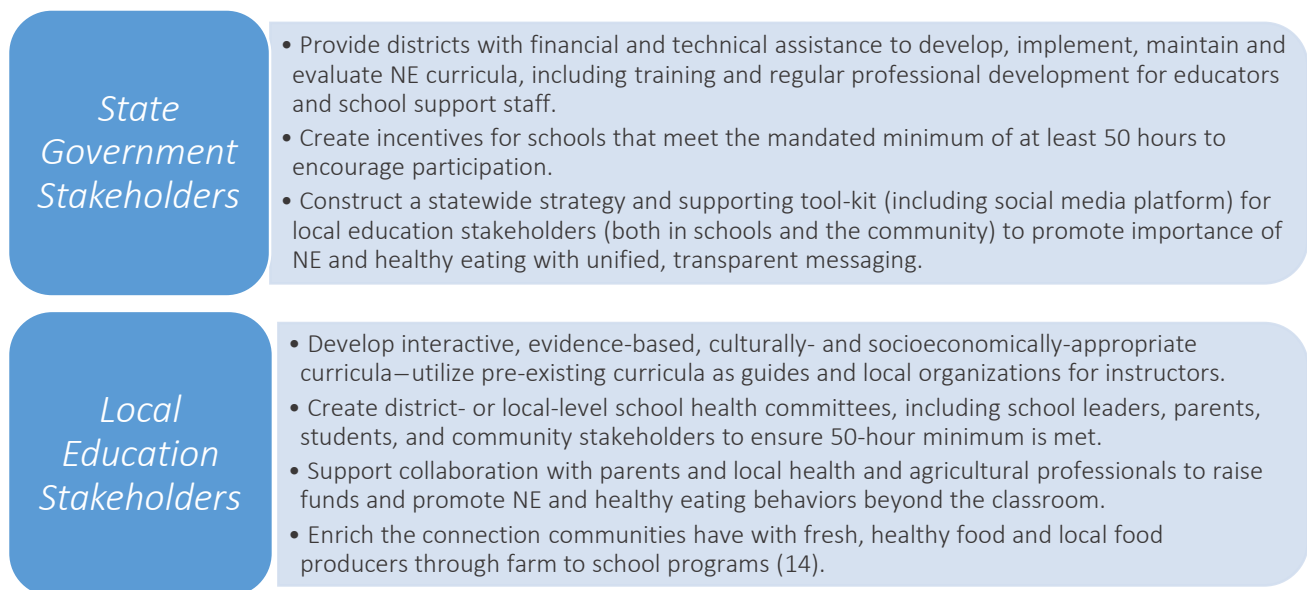 State
Government
Stakeholders
• Provide districts with financial and technical assistance to develop, implement, maintain and
evaluate NE curricula, including training and regular professional development for educators
and school support staff.
• Create incentives for schools that meet the mandated minimum of at least 50 hours to
encourage participation.
• Construct a statewide strategy and supporting tool-kit (including social media platform) for
local education stakeholders (both in schools and the community) to promote importance of
NE and healthy eating with unified, transparent messaging.
Local
Education
Stakeholders
• Develop interactive, evidence-based, culturally- and socioeconomically-appropriate
curricula–utilize pre-existing curricula as guides and local organizations for instructors.
• Create district- or local-level school health committees, including school leaders, parents,
students, and community stakeholders to ensure 50-hour minimum is met.
• Support collaboration with parents and local health and agricultural professionals to raise
funds and promote NE and healthy eating behaviors beyond the classroom.
• Enrich the connection communities have with fresh, healthy food and local food
producers through farm to school programs (14).